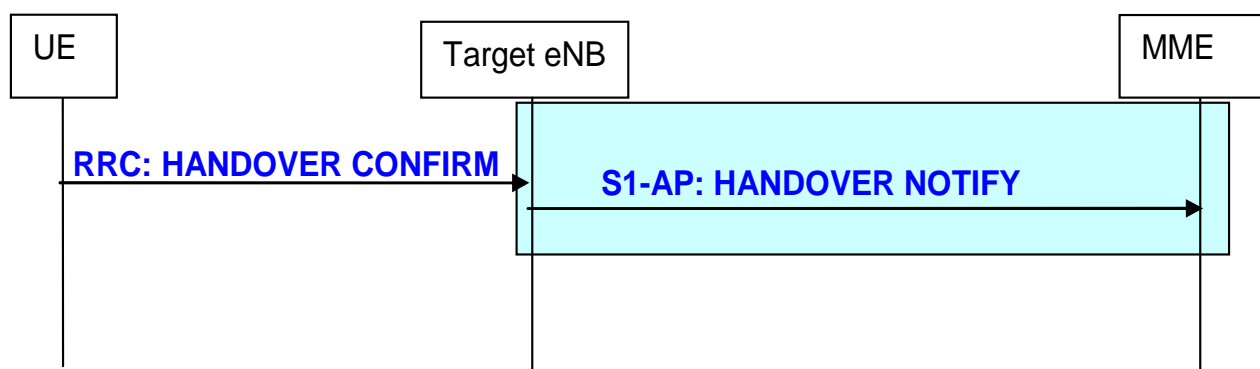 UE
Target eNB
MME
RRC: HANDOVER CONFIRM
S1-AP: HANDOVER NOTIFY